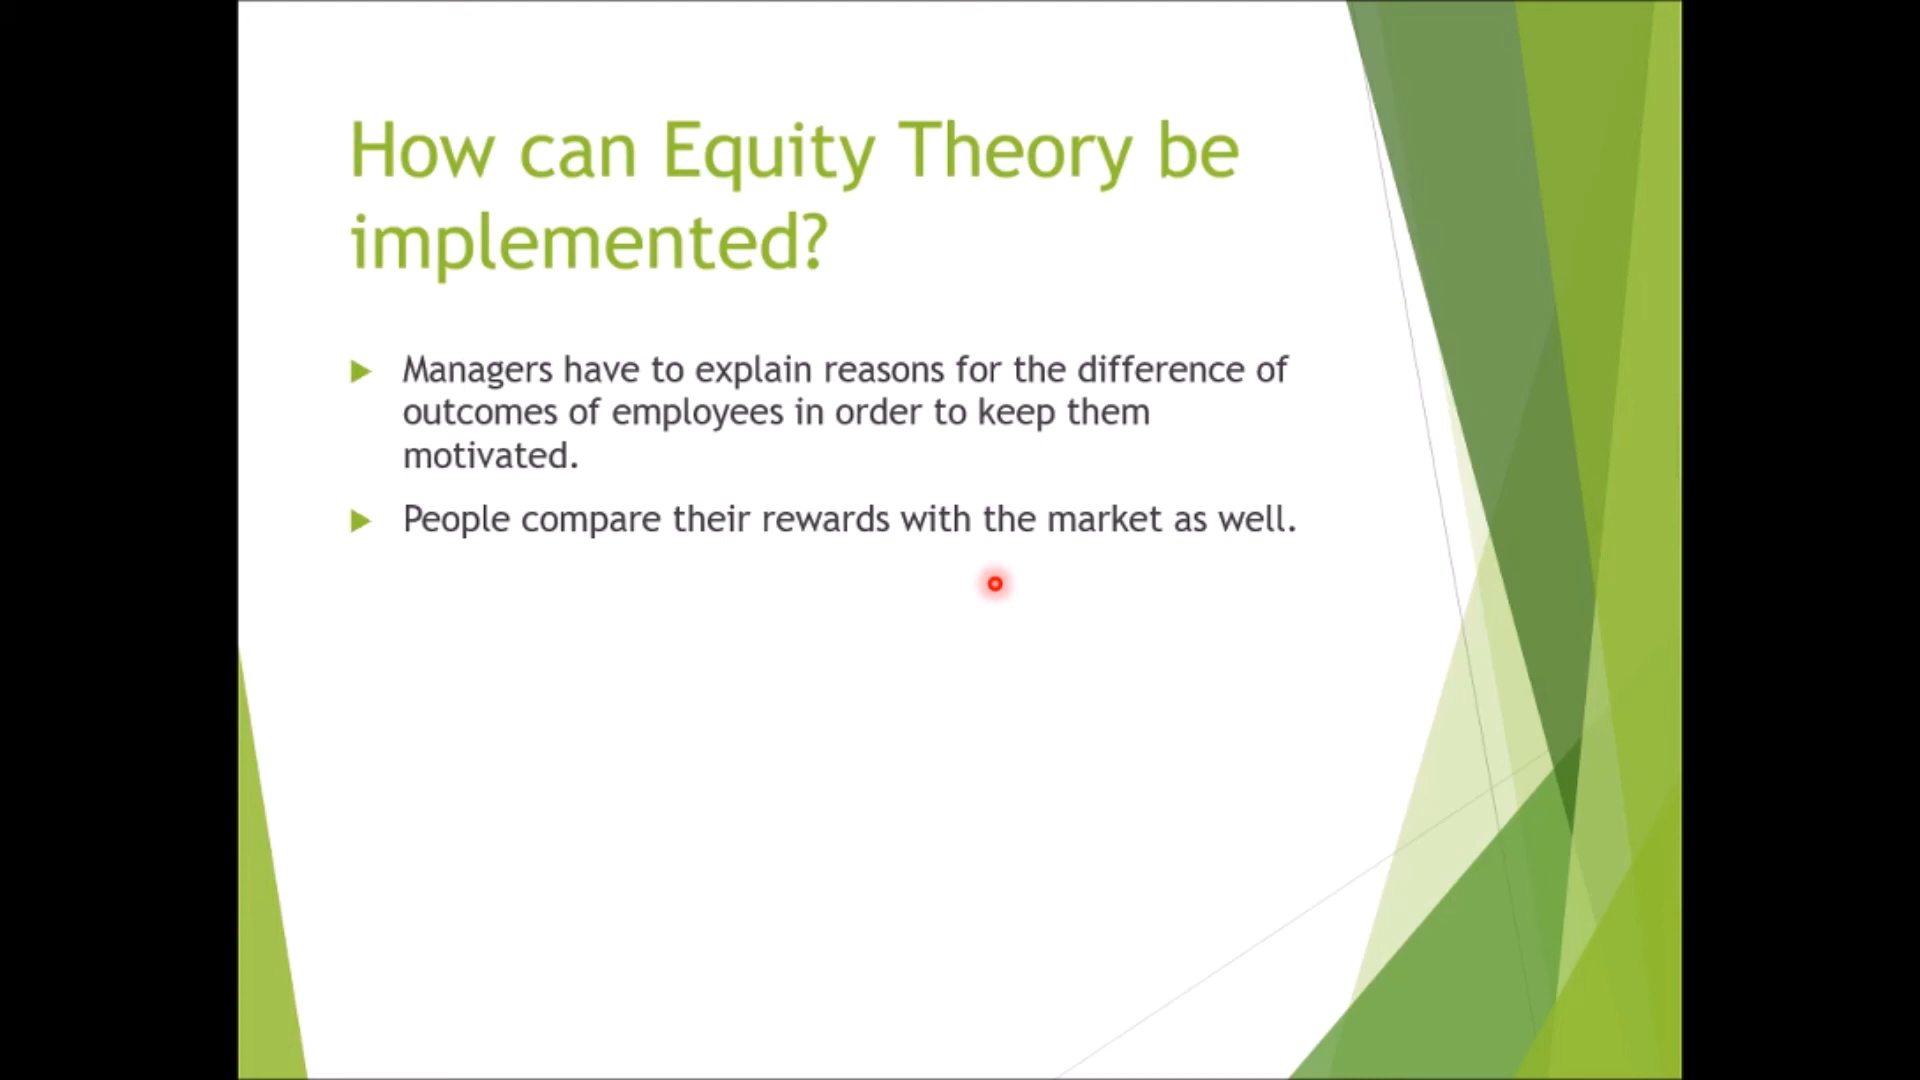 How can Equity Theory be
implemented?
Managers have to explain reasons for the difference of
outcomes of employees in order to keep them
motivated.
People compare their rewards with the market as well.